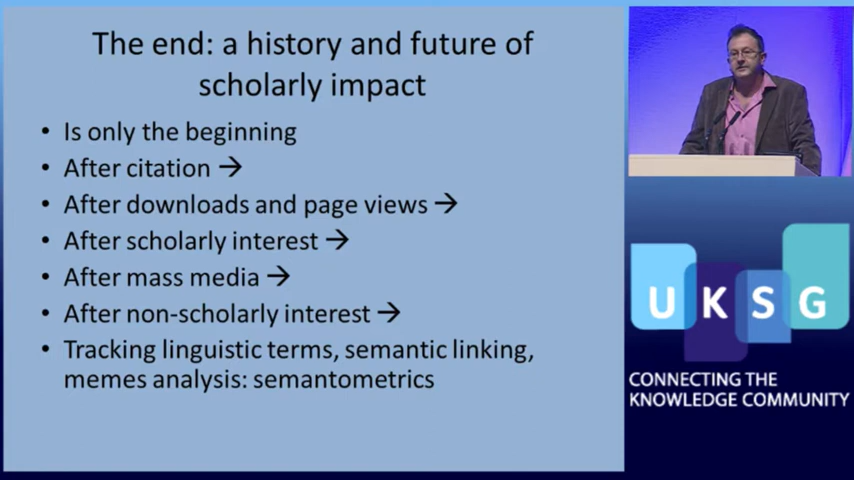 The end: a history and future of
scholarly impact
• Is only the beginning
• After citation →
• After downloads and page views →
• After scholarly interest →
• After mass media →
• After non-scholarly interest →
• Tracking linguistic terms, semantic linking,
memes analysis: semantometrics
UKSG
CONNECTING THE
KNOWLEDGE COMMUNITY